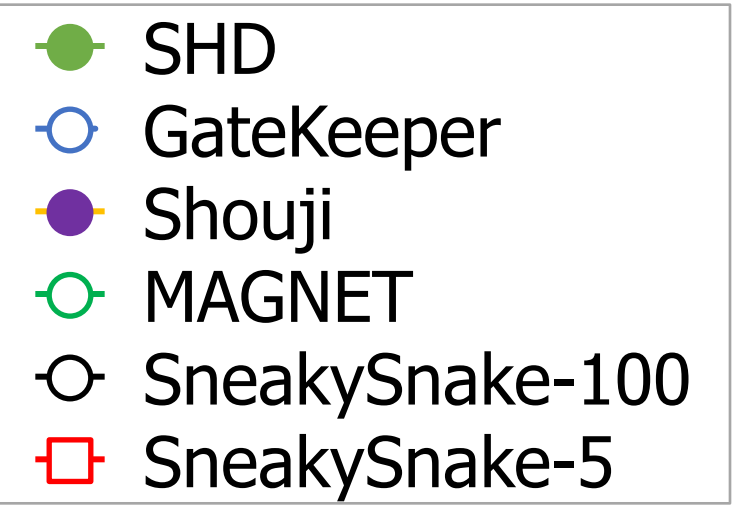 SHD
GateKeeper
Shouji
MAGNET
SneakySnake-100
SneakySnake-5